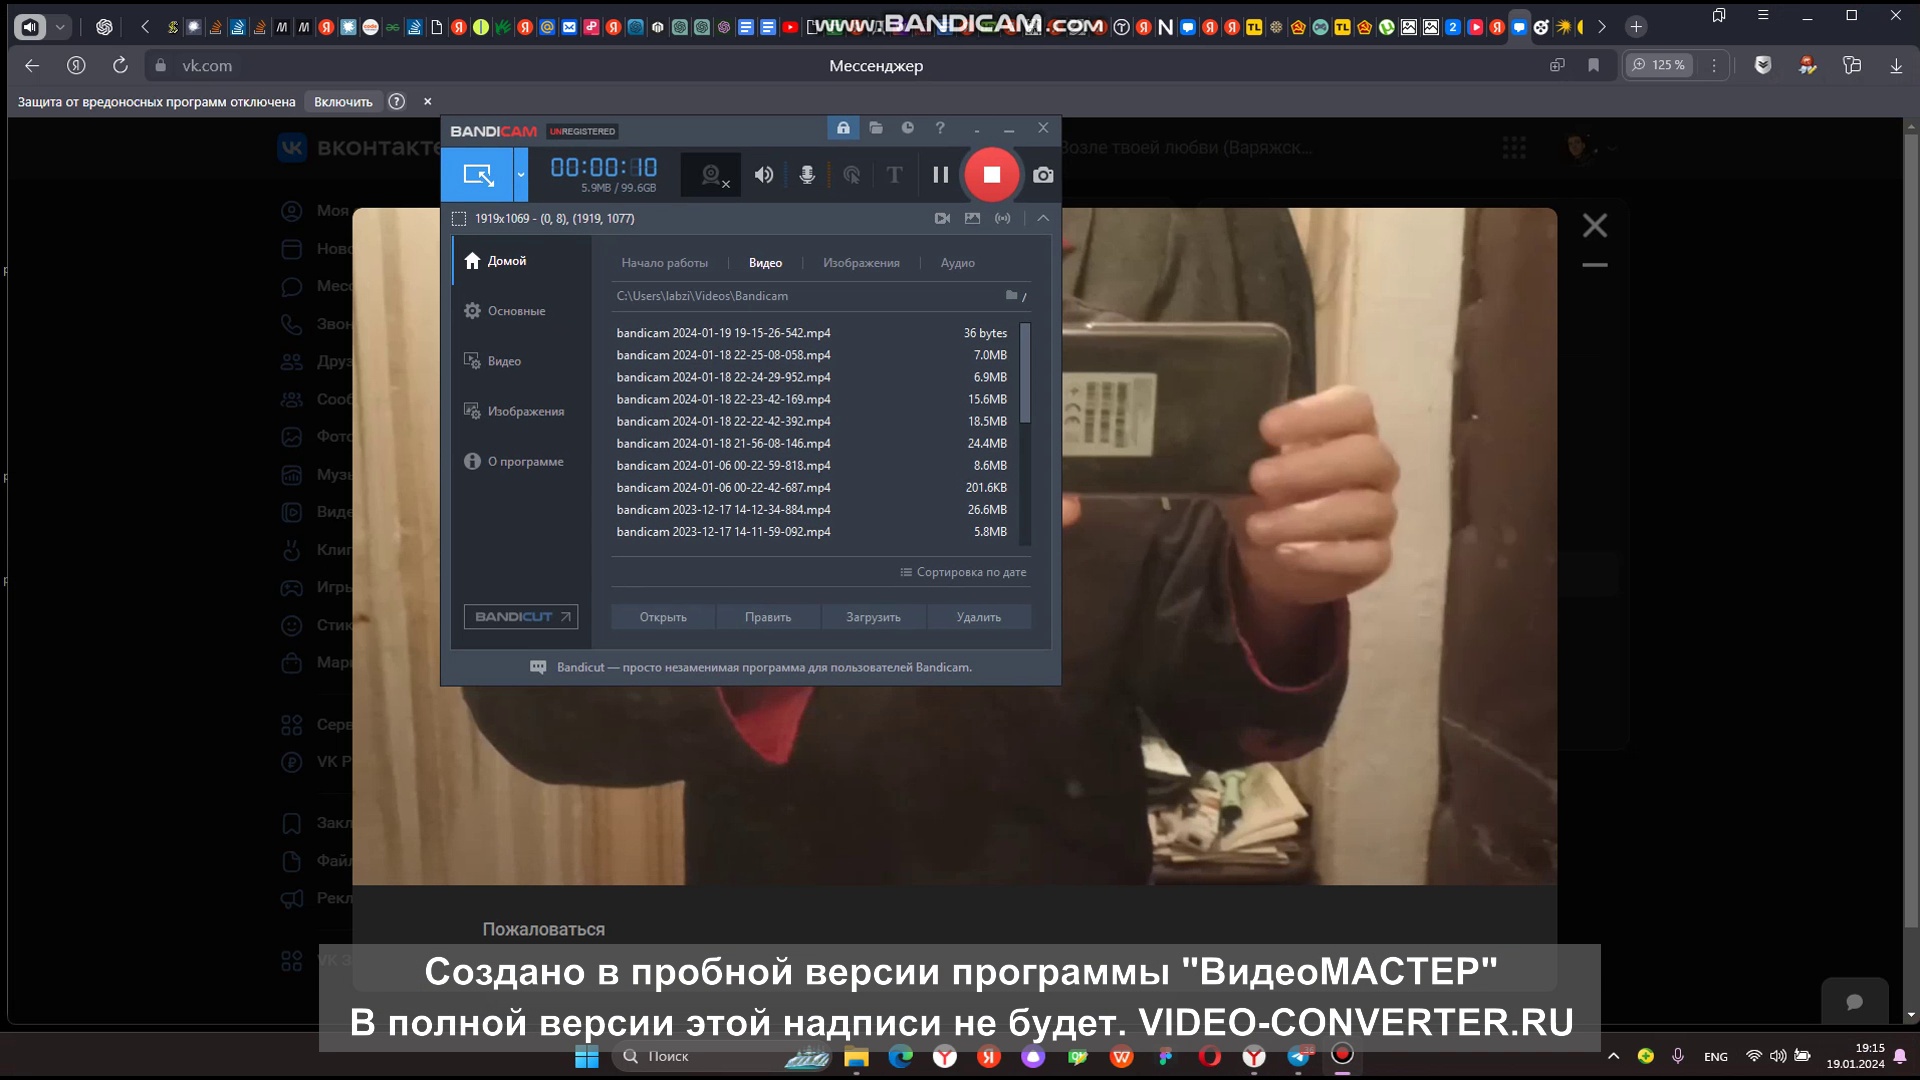 www.BANDICAM.com
vk.com
Мессенджер
125 %
Защит​а от вредоносных программ отключена
Включить
BANDICAM UNREGISTERED
вконтакте
Возле твоей любви (Варяжск...
00:00:10
5.9MB / 99.6GB
1919x1069 - (0, 8), (1919, 1077)
Домой
Основные
Видео
Изображения
О программе
BANDICUT
Начало работы
Видео
Изображения
Аудио
C:\Users\labzi\Videos\Bandicam
bandicam 2024-01-19 19-15-26-542.mp4 36 bytes
bandicam 2024-01-18 22-25-08-058.mp4 7.0MB
bandicam 2024-01-18 22-24-29-952.mp4 6.9MB
bandicam 2024-01-18 22-23-42-169.mp4 15.6MB
bandicam 2024-01-18 22-22-42-392.mp4 18.5MB
bandicam 2024-01-18 21-56-08-146.mp4 24.4MB
bandicam 2024-01-06 00-22-59-818.mp4 8.6MB
bandicam 2024-01-06 00-22-42-687.mp4 201.6KB
bandicam 2023-12-17 14-12-34-884.mp4 26.6MB
bandicam 2023-12-17 14-11-59-092.mp4 5.8MB
Сортировка по дате
Открыть
Править
Загрузить
Удалить
Bandicut — просто незаменимая программа для пользователей Bandicam.
Моя
Ново
Месс
Звон
Друз
Сооб
Фото
Музы
Виде
Клип
Игры
Стик
Марк
Серв
VK P
Закл
Файл
Рекл
Пожаловаться
Создано в пробной версии программы "ВидеоМАСТЕР"
В полной версии этой надписи не будет. VIDEO-CONVERTER.RU
Поиск
ENG
19:15
19.01.2024